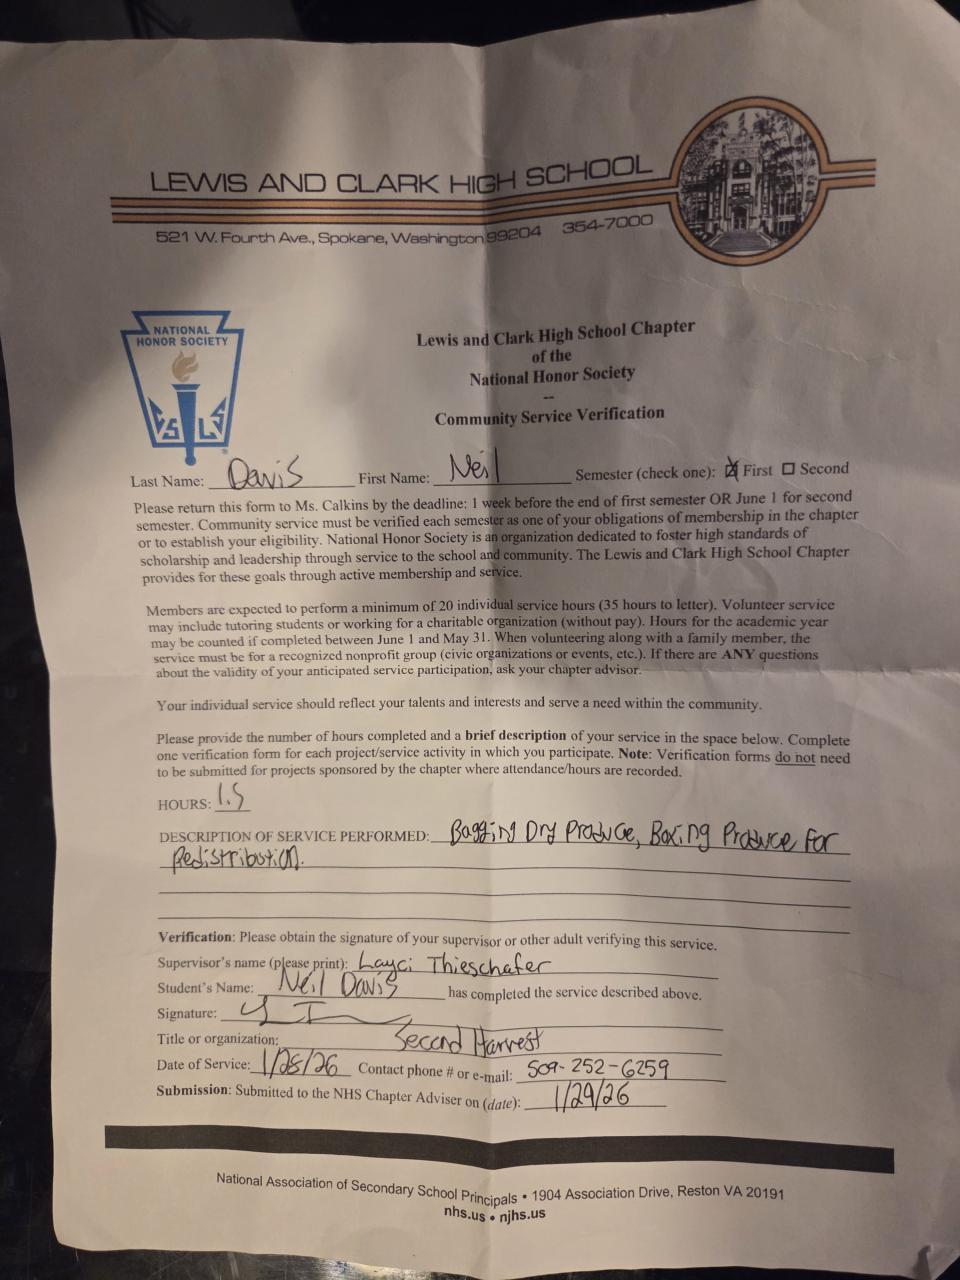 LEWIS AND CLARK HIGH SCHOOL
521 W. Fourth Ave., Spokane, Washington 99204 354-7000
NATIONAL
HONOR SOCIETY
Lewis and Clark High School Chapter
of the
National Honor Society
--
Community Service Verification
Last Name: Davis First Name: Neil Semester (check one): ☒ First ☐ Second
Please return this form to Ms. Calkins by the deadline: 1 week before the end of first semester OR June 1 for second
semester. Community service must be verified each semester as one of your obligations of membership in the chapter
or to establish your eligibility. National Honor Society is an organization dedicated to foster high standards of
scholarship and leadership through service to the school and community. The Lewis and Clark High School Chapter
provides for these goals through active membership and service.
Members are expected to perform a minimum of 20 individual service hours (35 hours to letter). Volunteer service
may include tutoring students or working for a charitable organization (without pay). Hours for the academic year
may be counted if completed between June 1 and May 31. When volunteering along with a family member, the
service must be for a recognized nonprofit group (civic organizations or events, etc.). If there are ANY questions
about the validity of your anticipated service participation, ask your chapter advisor.
Your individual service should reflect your talents and interests and serve a need within the community.
Please provide the number of hours completed and a brief description of your service in the space below. Complete
one verification form for each project/service activity in which you participate. Note: Verification forms do not need
to be submitted for projects sponsored by the chapter where attendance/hours are recorded.
HOURS: 1.5
DESCRIPTION OF SERVICE PERFORMED: Bagging Dry Produce, Boxing Produce For
Redistribution.
Verification: Please obtain the signature of your supervisor or other adult verifying this service.
Supervisor's name (please print): Layci Thieschafer
Student's Name: Neil Davis has completed the service described above.
Signature:
Title or organization: Second Harvest
Date of Service: 1/28/26 Contact phone # or e-mail: 509-252-6259
Submission: Submitted to the NHS Chapter Adviser on (date): 1/29/26
National Association of Secondary School Principals • 1904 Association Drive, Reston VA 20191
nhs.us • njhs.us